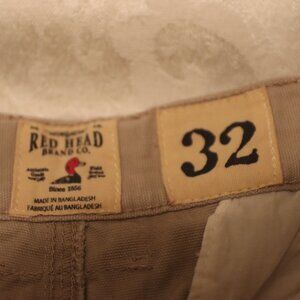 RED HEAD
BRAND CO.
Since 1856
MADE IN BANGLADESH
FABRIQUÉ AU BANGLADESH
32